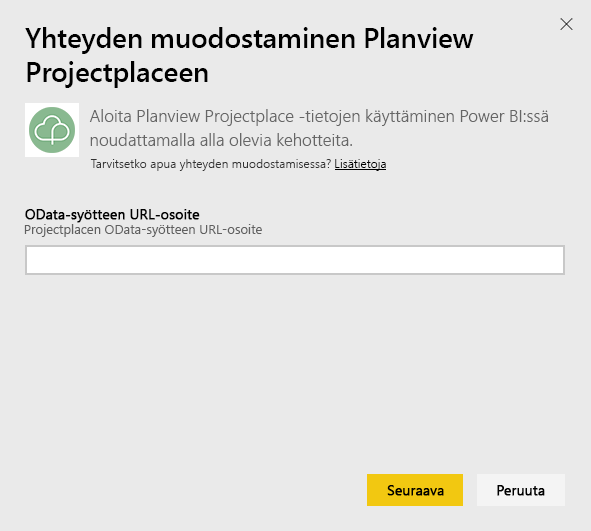 Yhteyden muodostaminen Planview
Projectplaceen
Aloita Planview Projectplace -tietojen käyttäminen Power BI:ssä
noudattamalla alla olevia kehotteita.
Tarvitsetko apua yhteyden muodostamisessa? Lisätietoja
OData-syötteen URL-osoite
Projectplacen OData-syötteen URL-osoite
Seuraava Peruuta